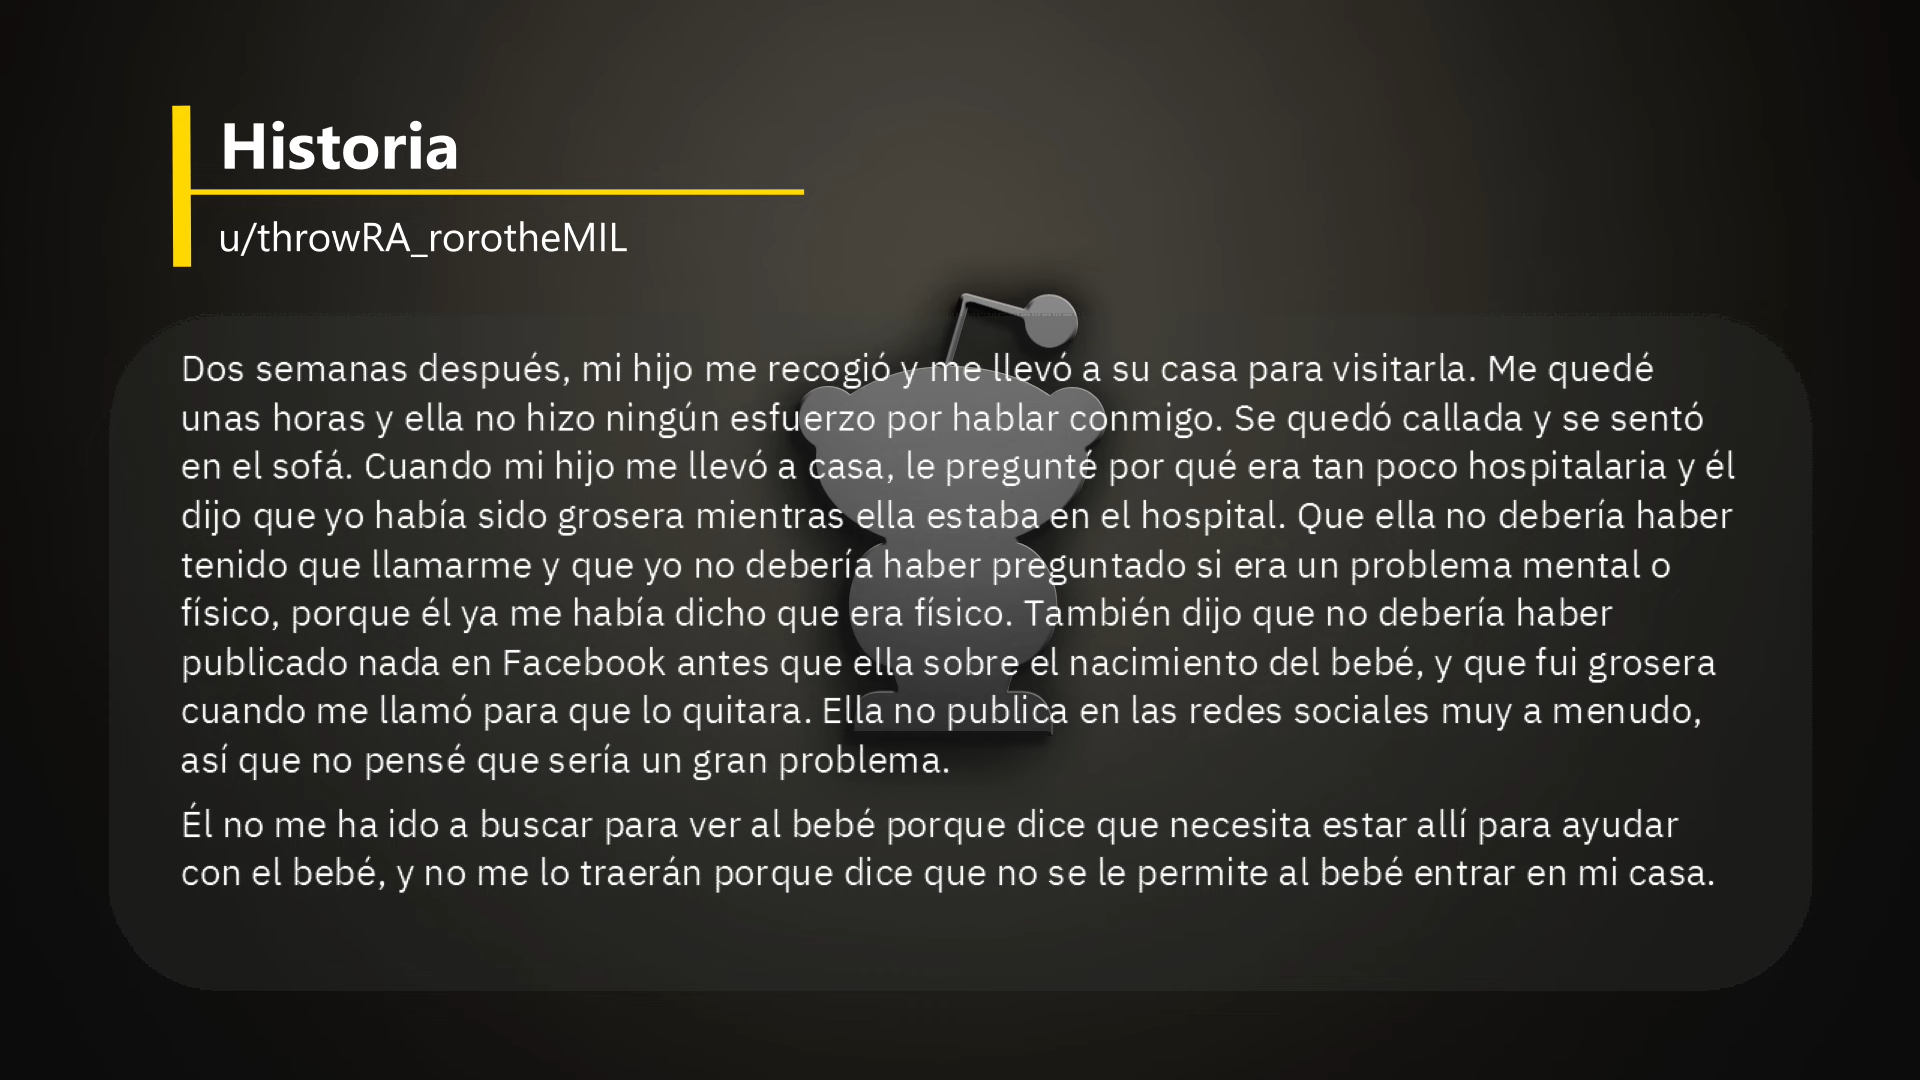 Historia
u/throwRA_rorotheMIL
Dos semanas después, mi hijo me recogió y me llevó a su casa para visitarla. Me quedé
unas horas y ella no hizo ningún esfuerzo por hablar conmigo. Se quedó callada y se sentó
en el sofá. Cuando mi hijo me llevó a casa, le pregunté por qué era tan poco hospitalaria y él
dijo que yo había sido grosera mientras ella estaba en el hospital. Que ella no debería haber
tenido que llamarme y que yo no debería haber preguntado si era un problema mental o
físico, porque él ya me había dicho que era físico. También dijo que no debería haber
publicado nada en Facebook antes que ella sobre el nacimiento del bebé, y que fui grosera
cuando me llamó para que lo quitara. Ella no publica en las redes sociales muy a menudo,
así que no pensé que sería un gran problema.
Él no me ha ido a buscar para ver al bebé porque dice que necesita estar allí para ayudar
con el bebé, y no me lo traerán porque dice que no se le permite al bebé entrar en mi casa.